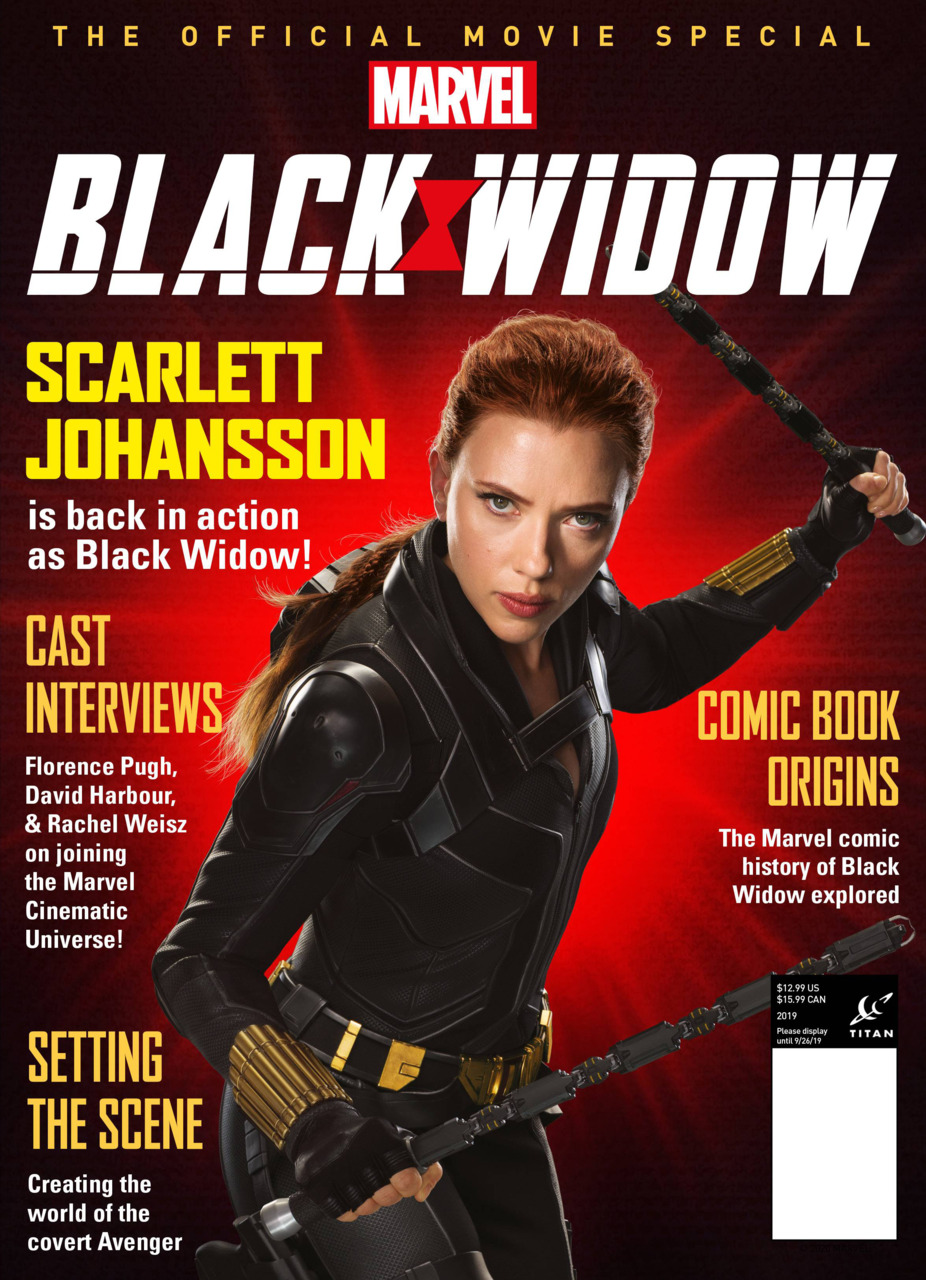 THE OFFICIAL MOVIE SPECIAL
MARVEL
BLACK WIDOW
SCARLETT
JOHANSSON
is back in action
as Black Widow!
CAST
INTERVIEWS
Florence Pugh,
David Harbour,
& Rachel Weisz
on joining
the Marvel
Cinematic
Universe!
COMIC BOOK
ORIGINS
The Marvel comic
history of Black
Widow explored
SETTING
THE SCENE
Creating the
world of the
covert Avenger
$12.99 US
$15.99 CAN
2019
Please display
until 9/26/19
TITAN